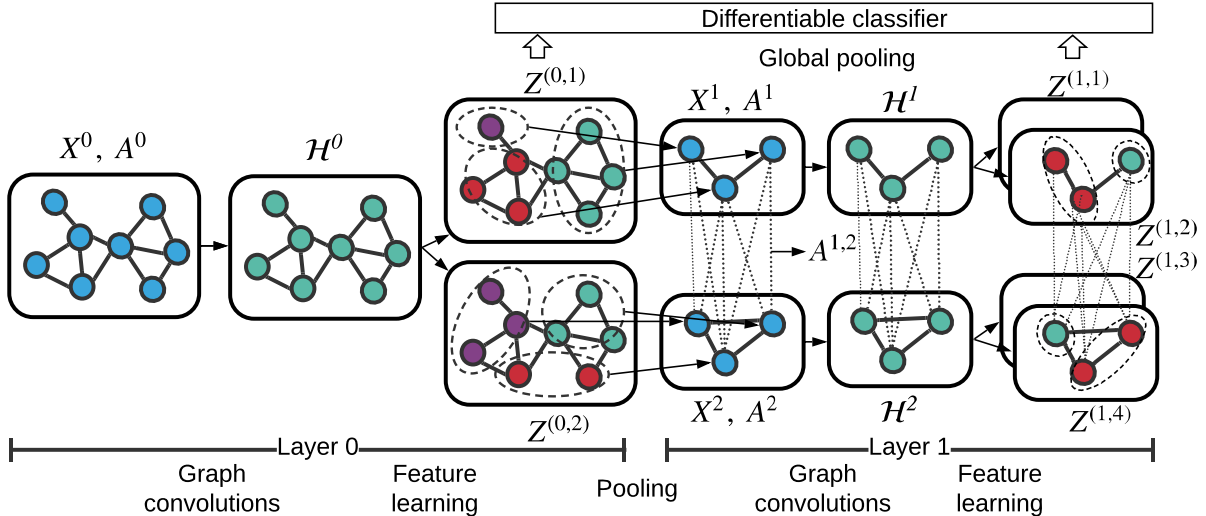 Differentiable classifier
Global pooling
Z^(0,1)
X^1, A^1
H^1
Z^(1,1)
X^0, A^0
H^0
Z^(1,2)
A^1,2
Z^(1,3)
X^2, A^2
H^2
Z^(1,4)
Z^(0,2)
Layer 0
Layer 1
Graph
convolutions
Feature
learning
Pooling
Graph
convolutions
Feature
learning